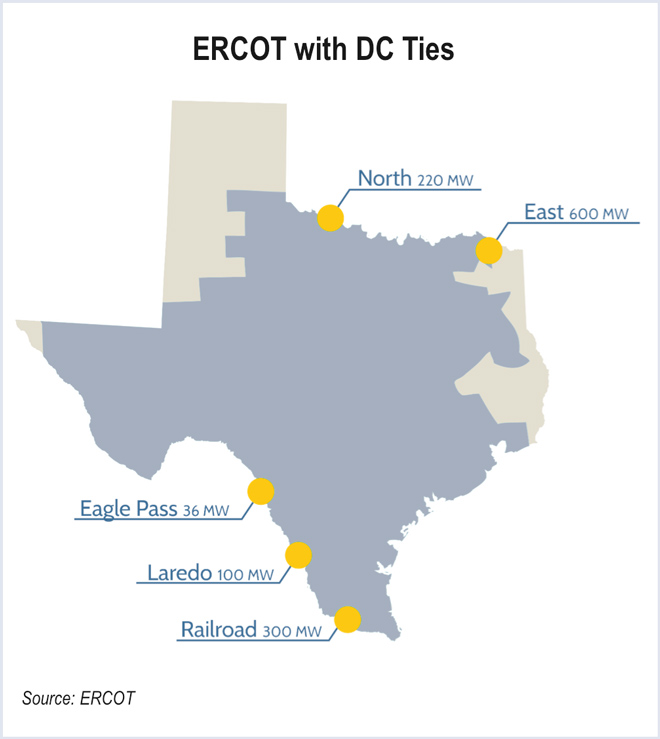 ERCOT with DC Ties
North 220 MW
East 600 MW
Eagle Pass 36 MW
Laredo 100 MW
Railroad 300 MW
Source: ERCOT